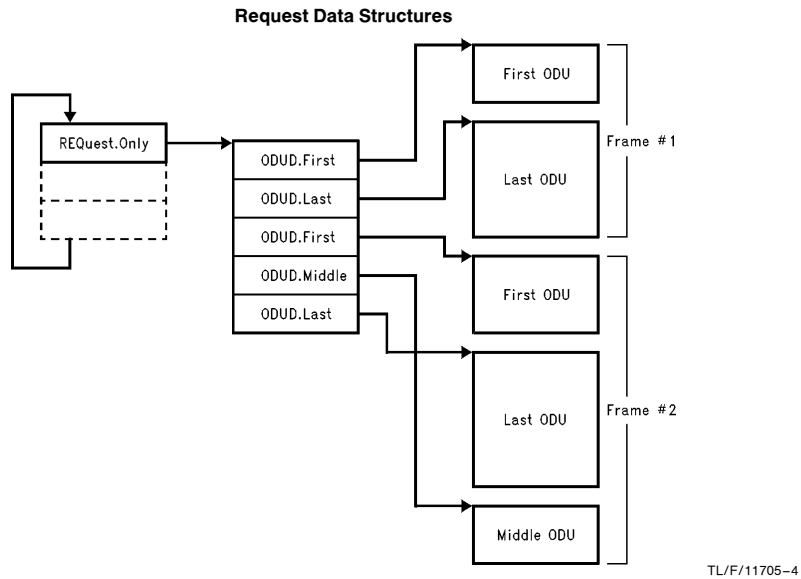 Request Data Structures
REQuest.Only
ODUD.First
ODUD.Last
ODUD.First
ODUD.Middle
ODUD.Last
First ODU
Last ODU
Frame #1
First ODU
Last ODU
Frame #2
Middle ODU
TL/F/11705–4